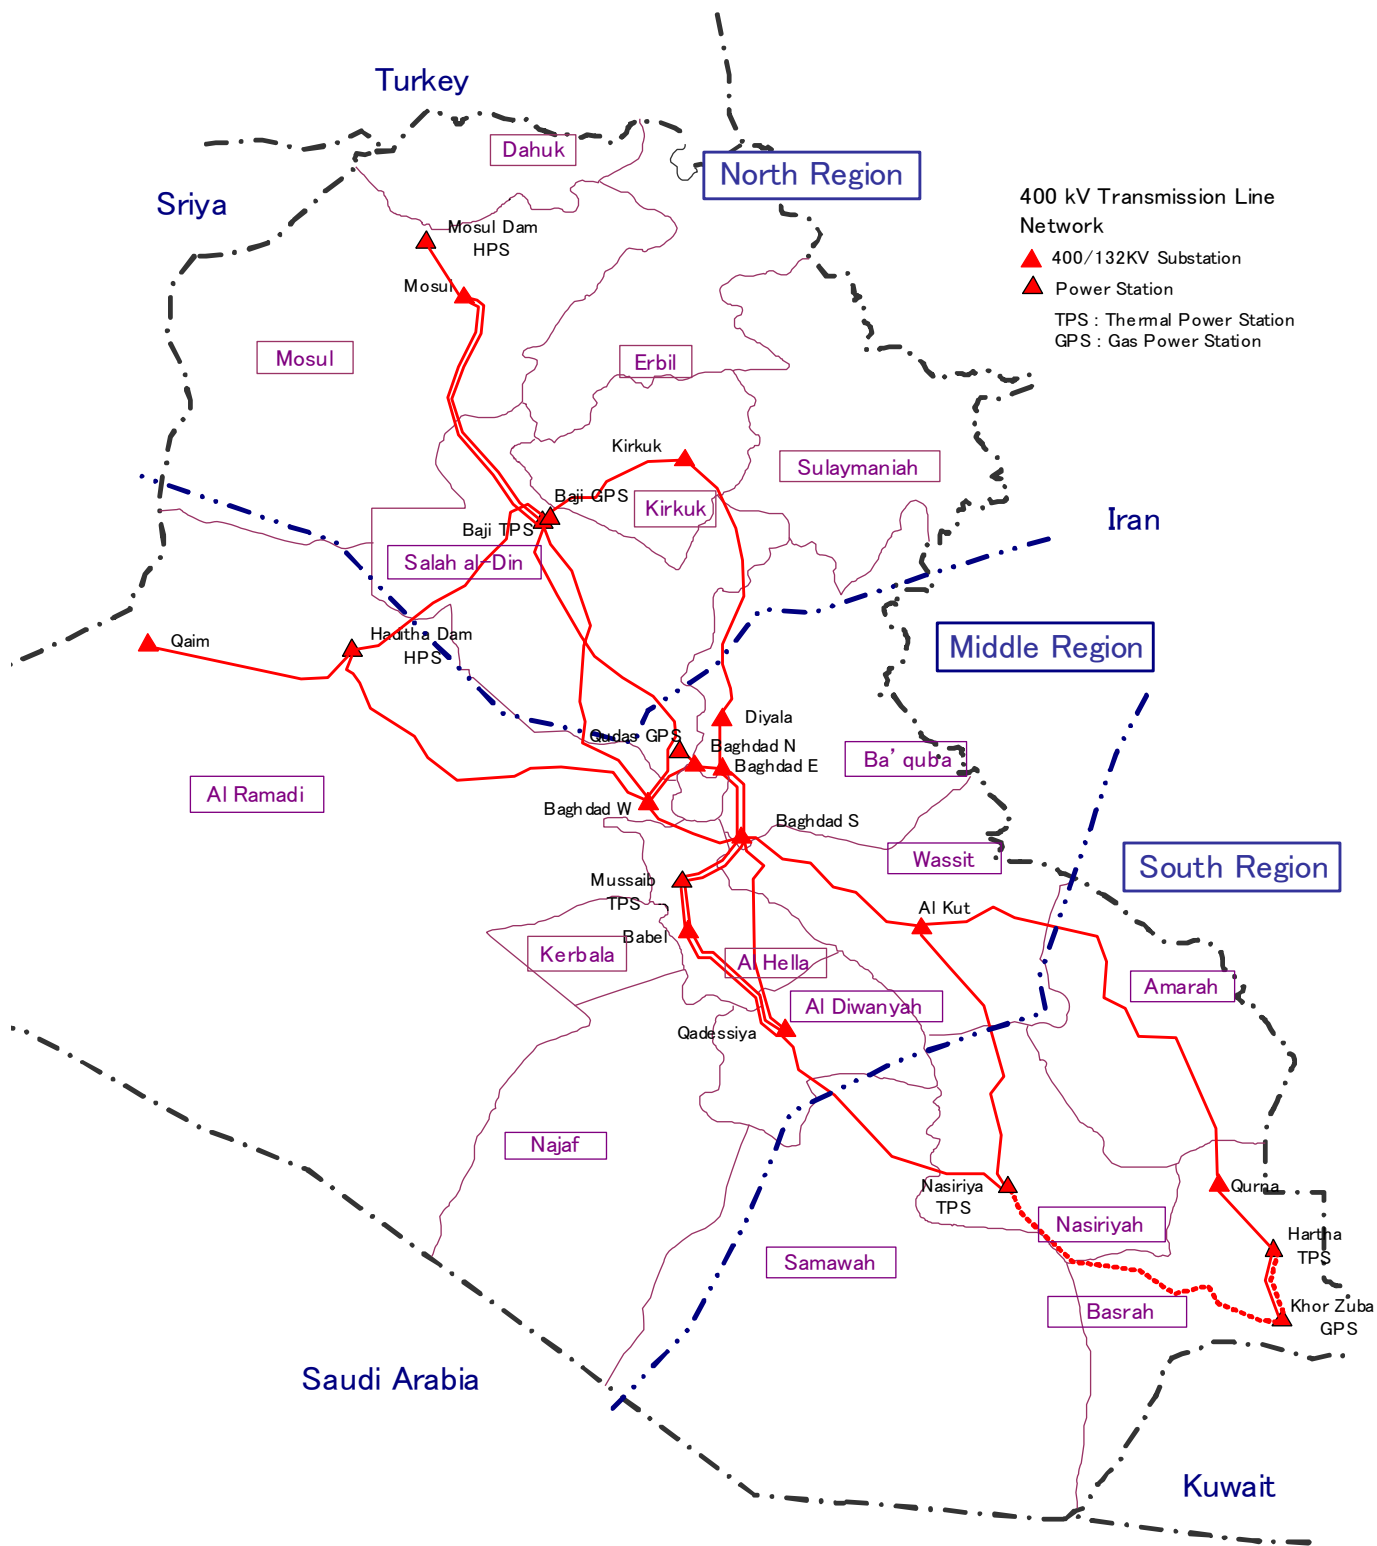 Turkey
Dahuk
North Region
Sriya
400 kV Transmission Line
Network
400/132KV Substation
Power Station
TPS : Thermal Power Station
GPS : Gas Power Station
Mosul Dam
HPS
Mosul
Mosul
Erbil
Kirkuk
Sulaymaniah
Baji GPS
Kirkuk
Baji TPS
Iran
Salah al-Din
Qaim
Haditha Dam
HPS
Middle Region
Diyala
Qudas GPS
Baghdad N
Baghdad E
Ba' quba
Al Ramadi
Baghdad W
Baghdad S
Wassit
South Region
Mussaib
TPS
Al Kut
Babel
Kerbala
Al Hella
Amarah
Al Diwanyah
Qadessiya
Najaf
Nasiriya
TPS
Qurna
Nasiriyah
Hartha
TPS
Samawah
Basrah
Khor Zuba
GPS
Saudi Arabia
Kuwait